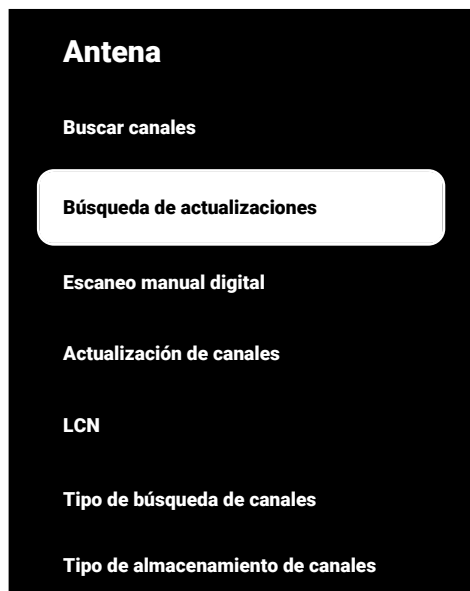 Antena
Buscar canales
Búsqueda de actualizaciones
Escaneo manual digital
Actualización de canales
LCN
Tipo de búsqueda de canales
Tipo de almacenamiento de canales